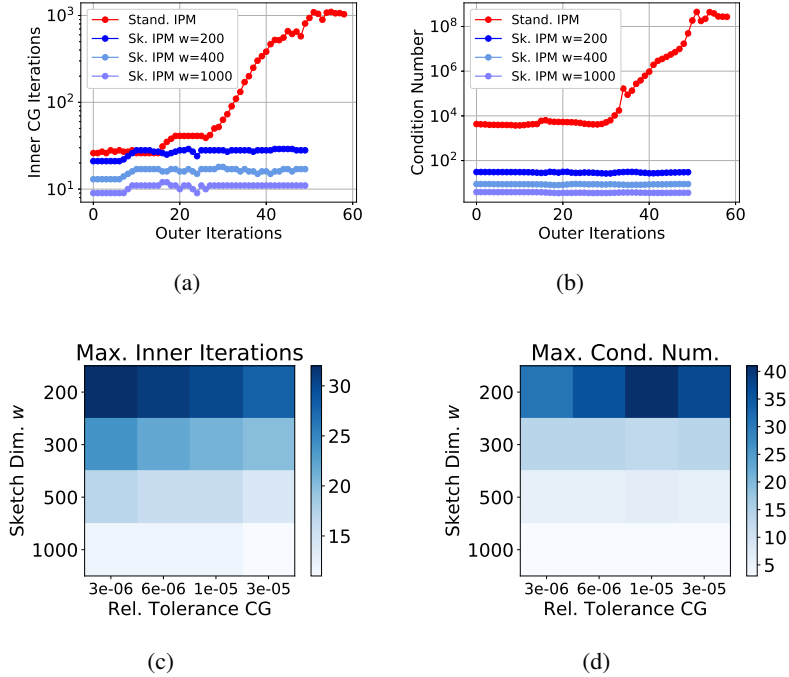 10³
10²
10¹
Inner CG Iterations
Stand. IPM
Sk. IPM w=200
Sk. IPM w=400
Sk. IPM w=1000
0 20 40 60
Outer Iterations
(a)
10⁸
10⁶
10⁴
10²
Condition Number
Stand. IPM
Sk. IPM w=200
Sk. IPM w=400
Sk. IPM w=1000
0 20 40 60
Outer Iterations
(b)
Max. Inner Iterations
Sketch Dim. w
200
300
500
1000
3e-06 6e-06 1e-05 3e-05
Rel. Tolerance CG
30
25
20
15
(c)
Max. Cond. Num.
Sketch Dim. w
200
300
500
1000
3e-06 6e-06 1e-05 3e-05
Rel. Tolerance CG
40
35
30
25
20
15
10
5
(d)